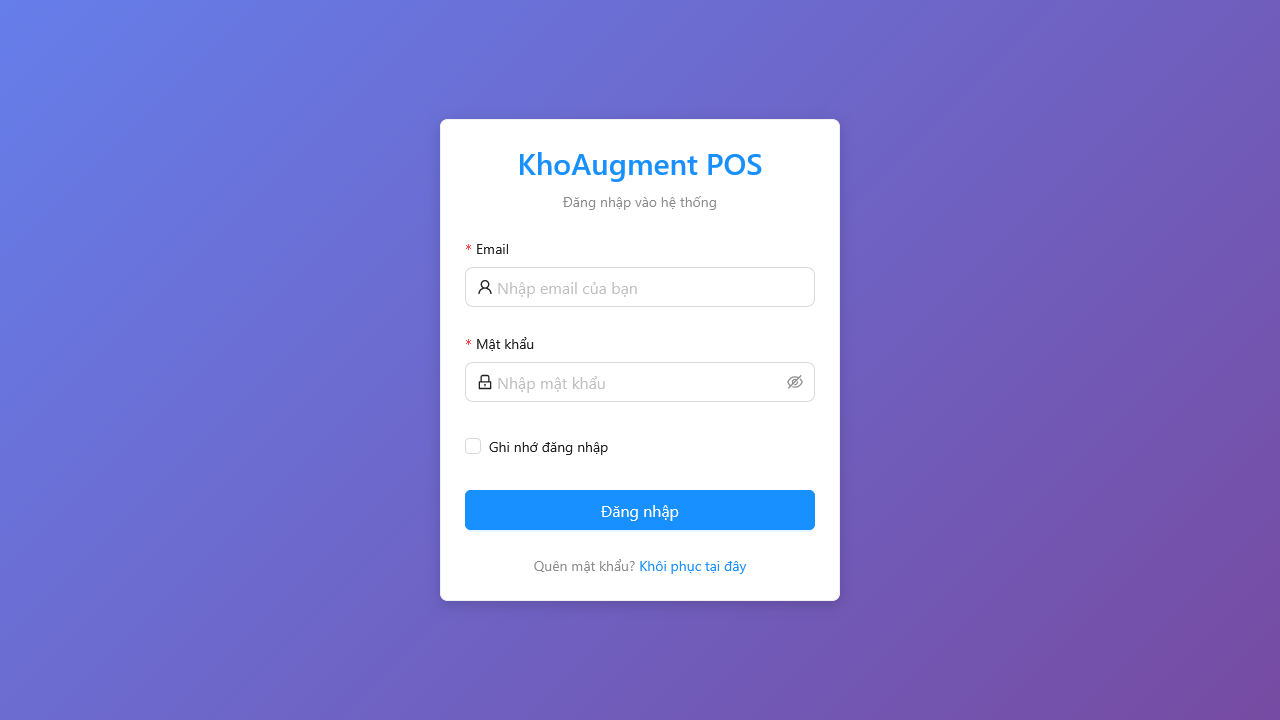 KhoAugment POS
Đăng nhập vào hệ thống
* Email
Nhập email của bạn
* Mật khẩu
Nhập mật khẩu
Ghi nhớ đăng nhập
Đăng nhập
Quên mật khẩu? Khôi phục tại đây